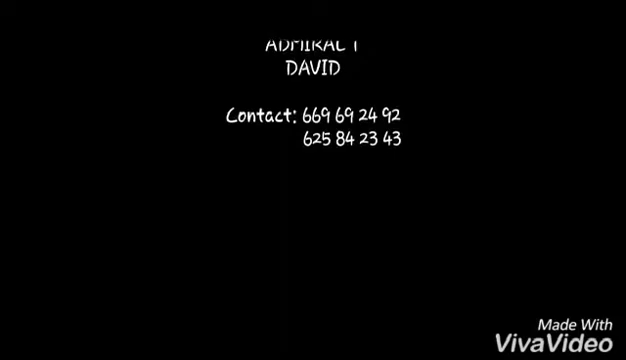 ADMIRAL T
DAVID
Contact: 669 69 24 92
625 84 23 43
Made With
VivaVideo